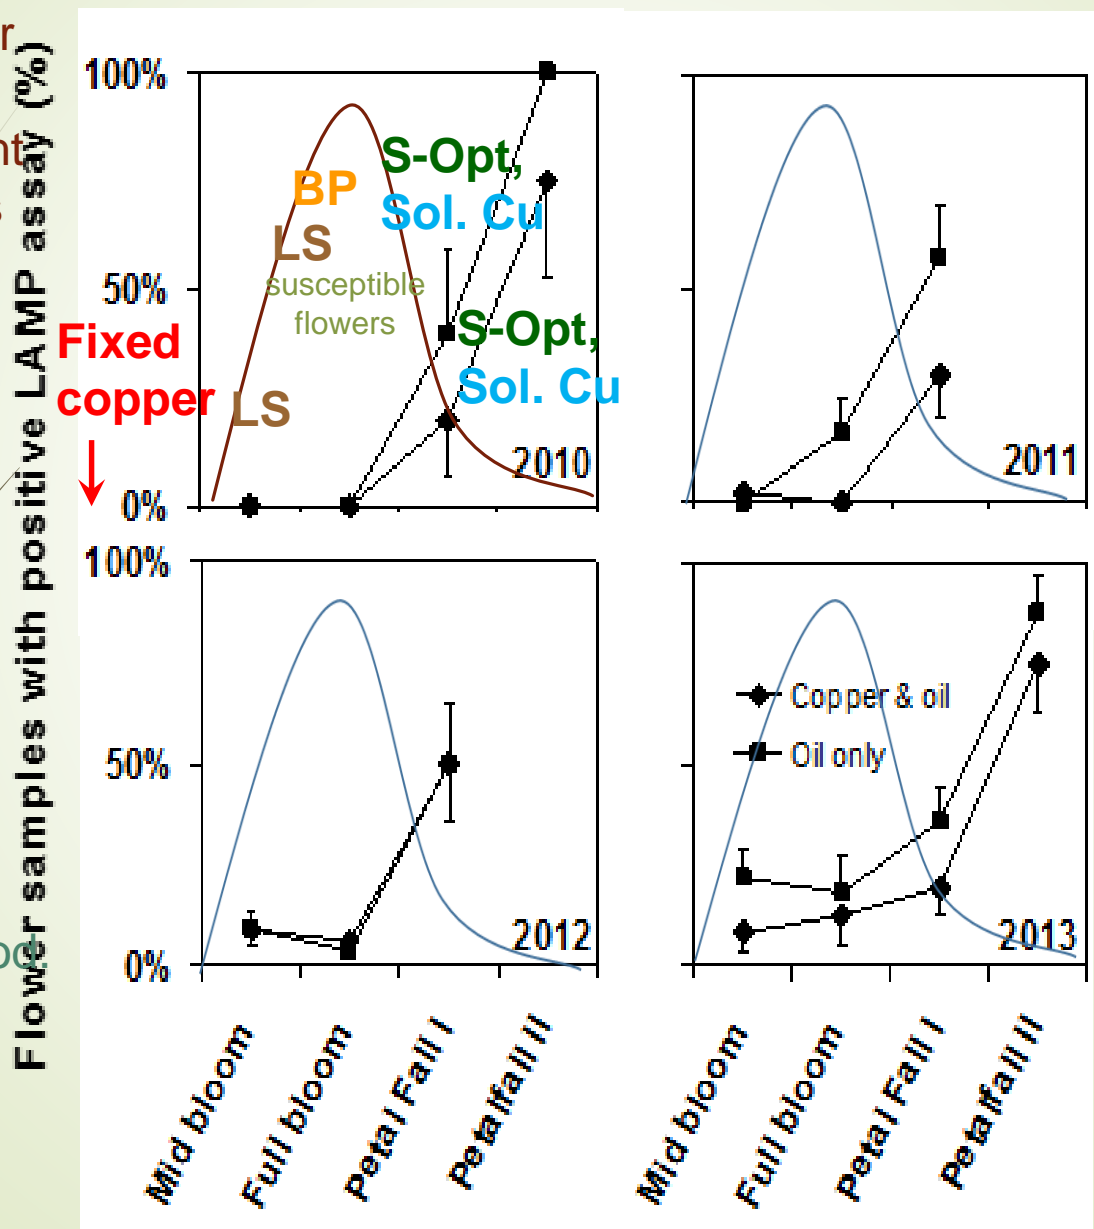 Flower samples with positive LAMP assay (%)
100%
50%
0%
BP
LS
susceptible
flowers
LS
Fixed
copper
S-Opt,
Sol. Cu
S-Opt,
Sol. Cu
2010
2011
100%
50%
0%
2012
Copper & oil
Oil only
2013
Mid bloom
Full bloom
Petal Fall I
Petalfall II
Mid bloom
Full bloom
Petal Fall I
Petalfall II